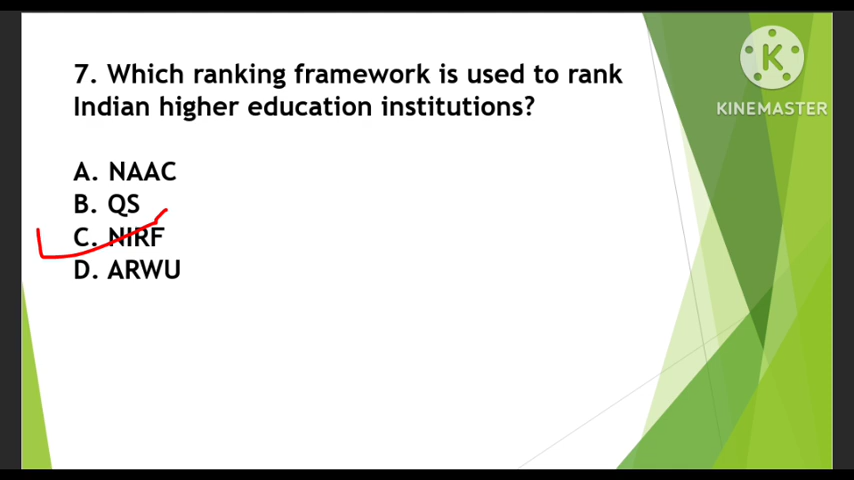 7. Which ranking framework is used to rank
Indian higher education institutions?
A. NAAC
B. QS
C. NIRF
D. ARWU
K
KINEMASTER